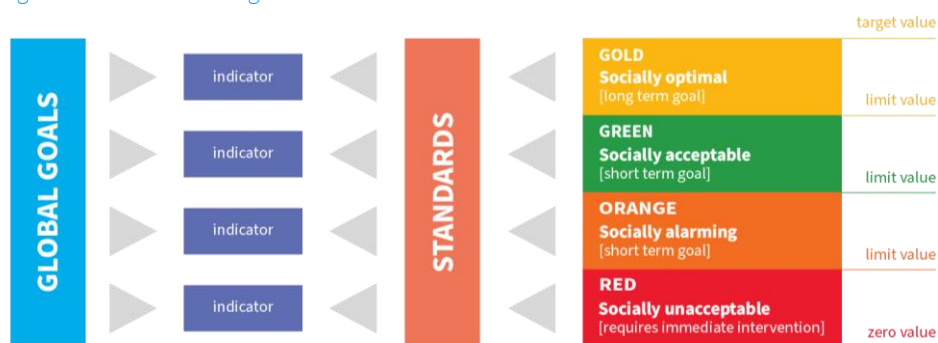 target value
GLOBAL GOALS
indicator
indicator
indicator
indicator
STANDARDS
GOLD
Socially optimal
[long term goal]
limit value
GREEN
Socially acceptable
[short term goal]
limit value
ORANGE
Socially alarming
[short term goal]
limit value
RED
Socially unacceptable
[requires immediate intervention]
zero value